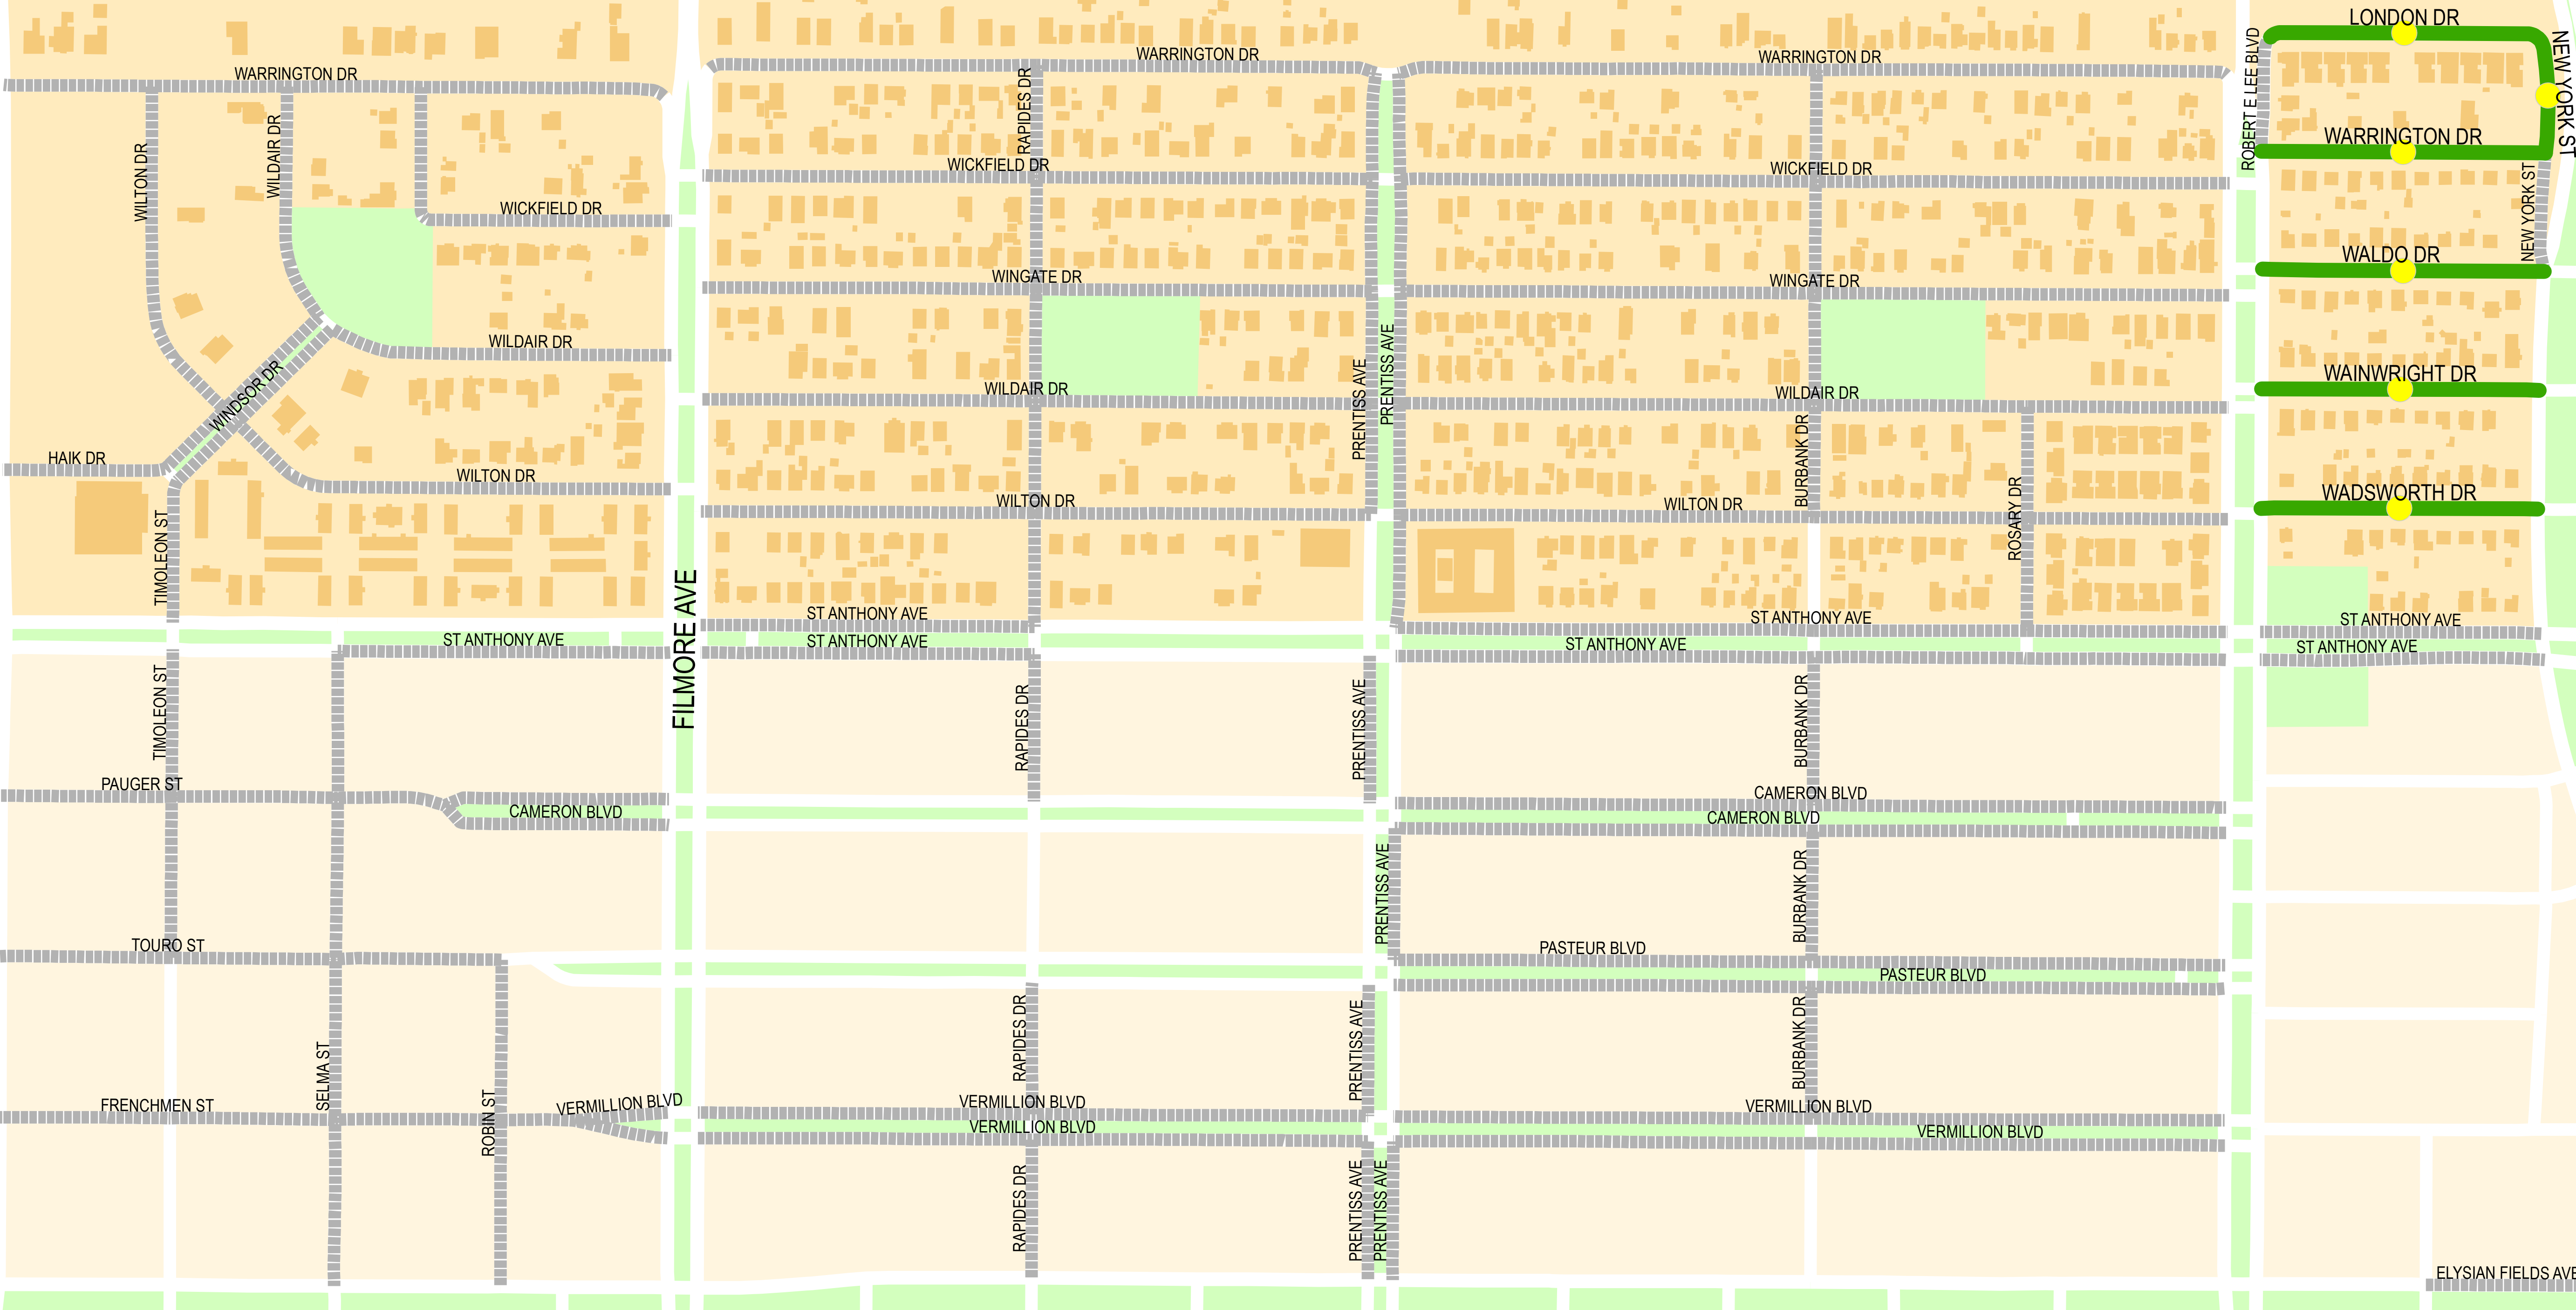 LONDON DR
NEW YORK ST
ROBERT E LEE BLVD
WARRINGTON DR
WARRINGTON DR
WARRINGTON DR
WARRINGTON DR
RAPIDES DR
WILTON DR
WILDAIR DR
WICKFIELD DR
WICKFIELD DR
WICKFIELD DR
NEW YORK ST
WALDO DR
WINGATE DR
WINGATE DR
WILDAIR DR
WINDSOR DR
PRENTISS AVE
PRENTISS AVE
WAINWRIGHT DR
WILDAIR DR
WILDAIR DR
BURBANK DR
HAIK DR
WILTON DR
WILTON DR
WILTON DR
ROSARY DR
WADSWORTH DR
TIMOLEON ST
FILMORE AVE
ST ANTHONY AVE
ST ANTHONY AVE
ST ANTHONY AVE
ST ANTHONY AVE
ST ANTHONY AVE
ST ANTHONY AVE
ST ANTHONY AVE
TIMOLEON ST
RAPIDES DR
PRENTISS AVE
BURBANK DR
PAUGER ST
CAMERON BLVD
CAMERON BLVD
CAMERON BLVD
PRENTISS AVE
BURBANK DR
TOURO ST
PASTEUR BLVD
PASTEUR BLVD
SELMA ST
RAPIDES DR
PRENTISS AVE
BURBANK DR
FRENCHMEN ST
ROBIN ST
VERMILLION BLVD
VERMILLION BLVD
VERMILLION BLVD
VERMILLION BLVD
VERMILLION BLVD
RAPIDES DR
PRENTISS AVE
PRENTISS AVE
ELYSIAN FIELDS AVE